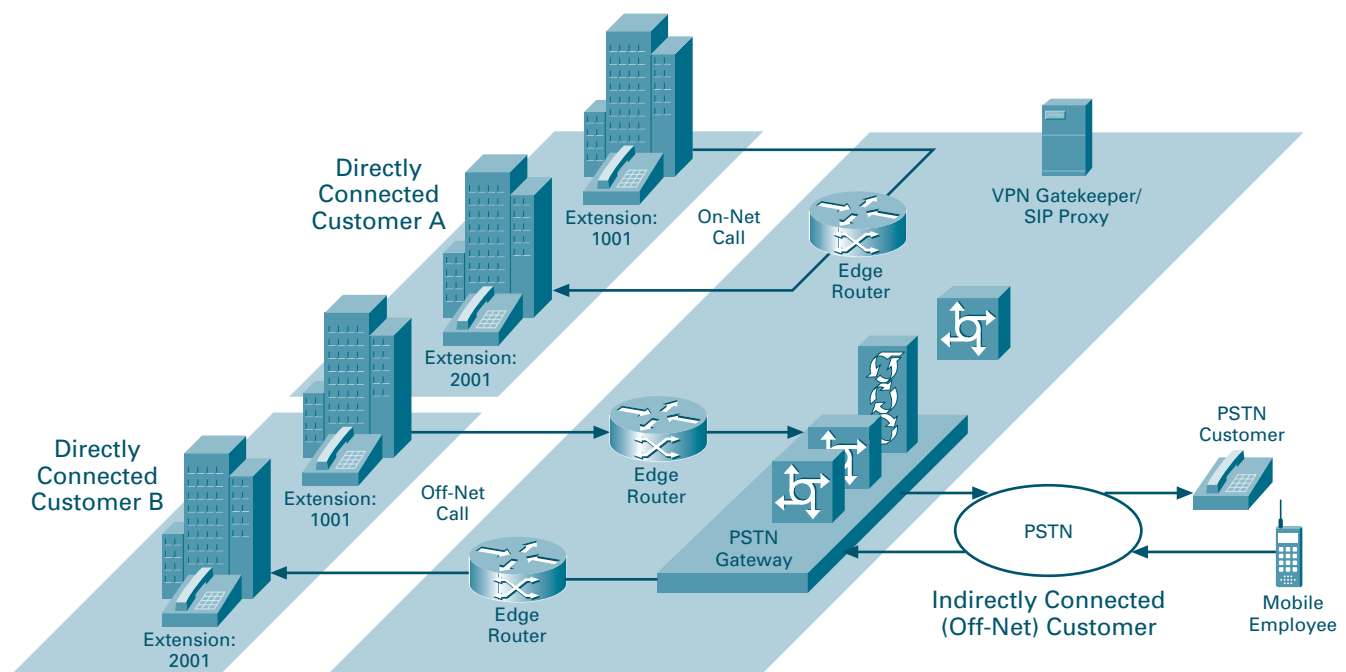 Directly
Connected
Customer A
Extension:
1001
On-Net
Call
Edge
Router
VPN Gatekeeper/
SIP Proxy
Extension:
2001
Directly
Connected
Customer B
Extension:
1001
Off-Net
Call
Edge
Router
PSTN
Gateway
PSTN
PSTN
Customer
Extension:
2001
Edge
Router
Indirectly Connected
(Off-Net) Customer
Mobile
Employee